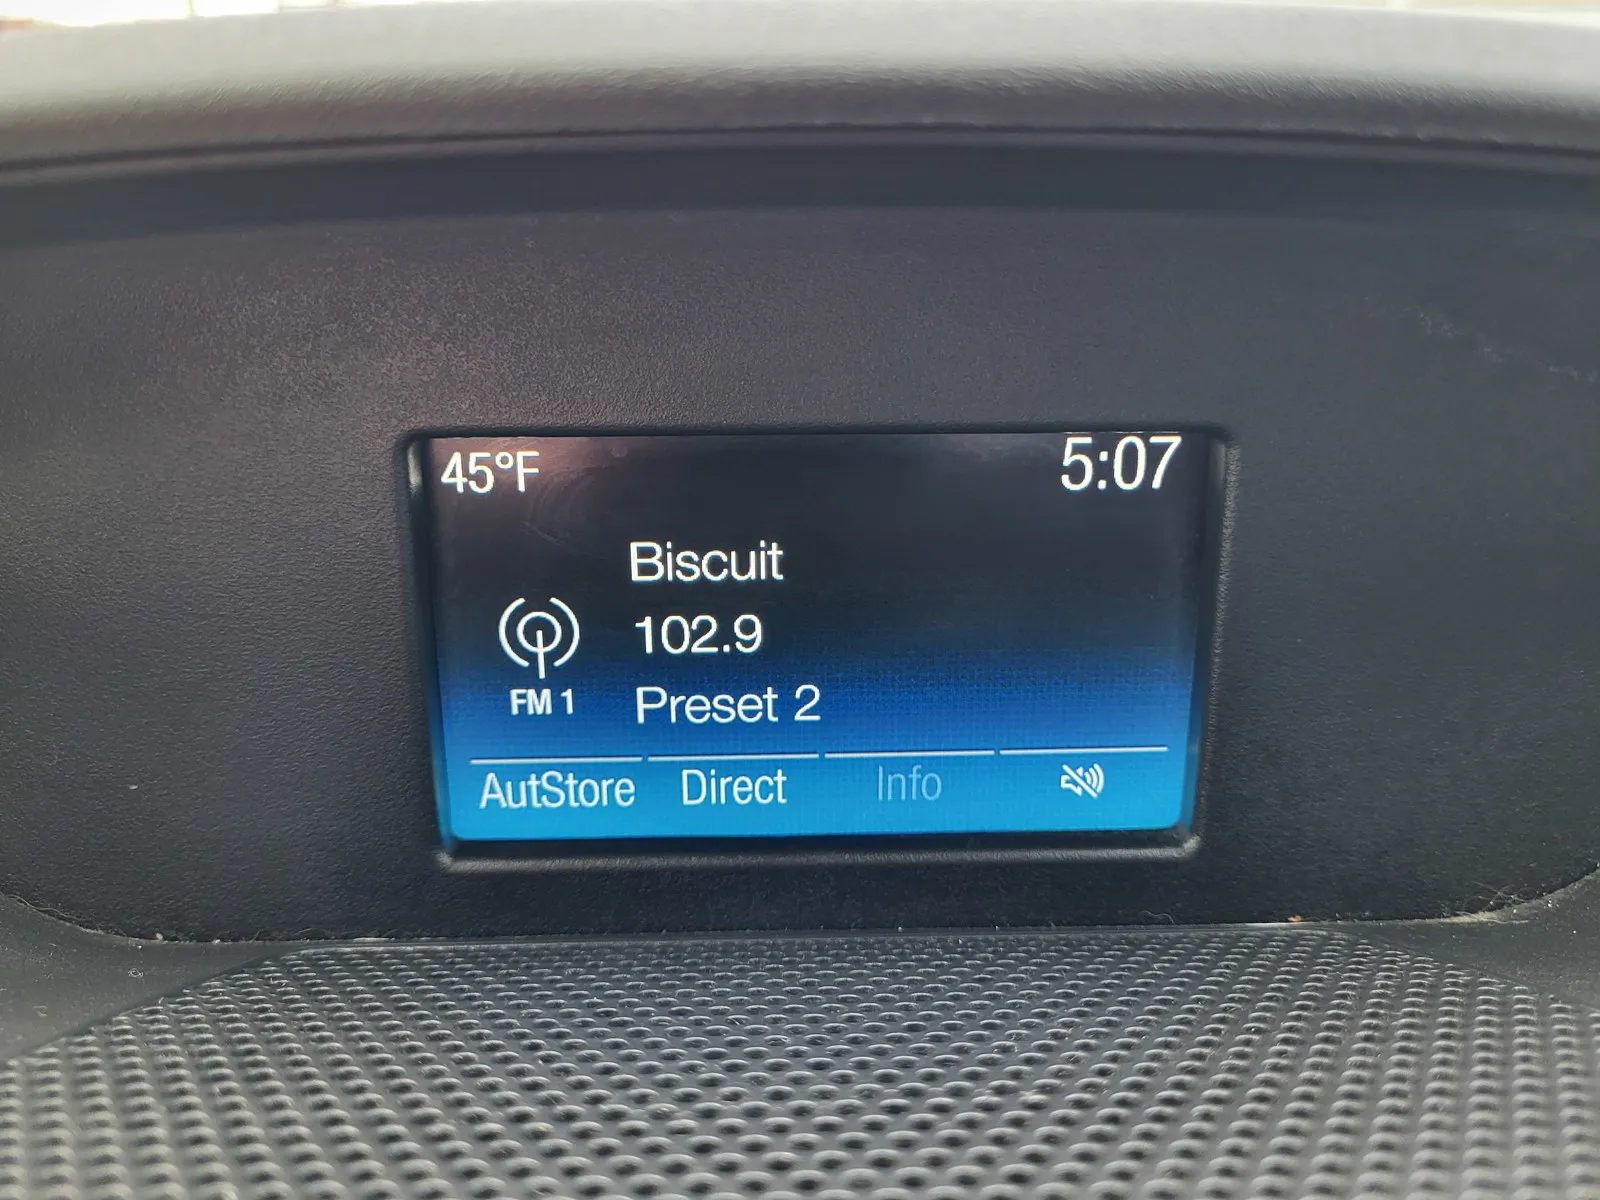 45°F 5:07
Biscuit
102.9
FM 1 Preset 2
AutStore Direct Info